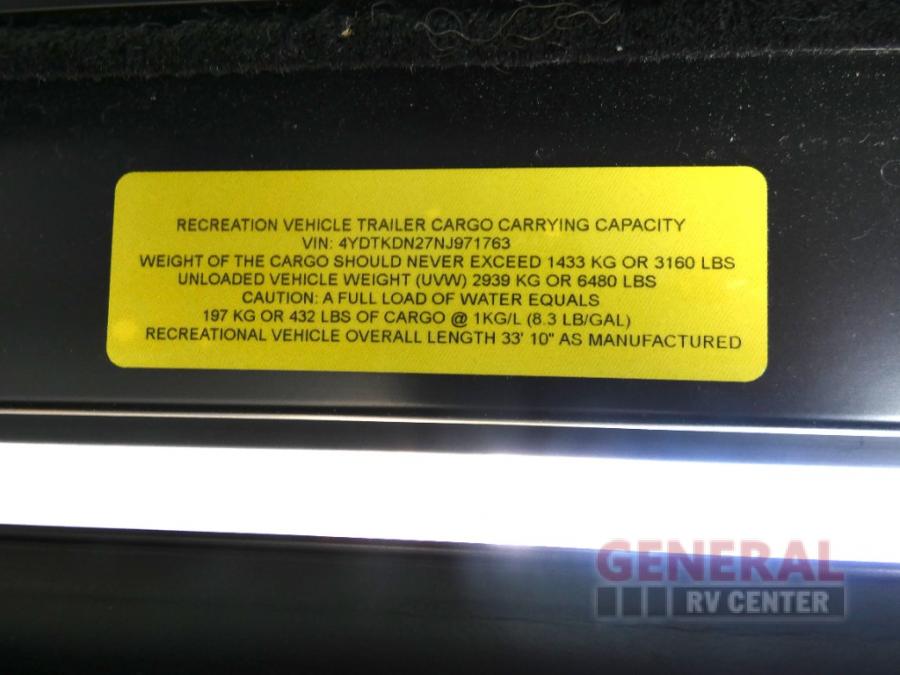 RECREATION VEHICLE TRAILER CARGO CARRYING CAPACITY
VIN: 4YDTKDN27NJ971763
WEIGHT OF THE CARGO SHOULD NEVER EXCEED 1433 KG OR 3160 LBS
UNLOADED VEHICLE WEIGHT (UVW) 2939 KG OR 6480 LBS
CAUTION: A FULL LOAD OF WATER EQUALS
197 KG OR 432 LBS OF CARGO @ 1KG/L (8.3 LB/GAL)
RECREATIONAL VEHICLE OVERALL LENGTH 33' 10" AS MANUFACTURED
GENERAL
RV CENTER